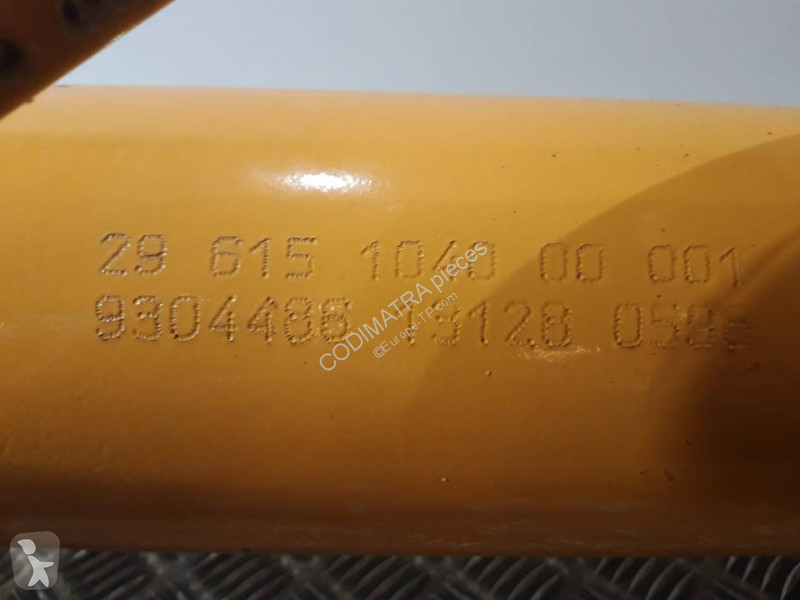 29 615 1040 00 001
9304486
CODIMATRA pieces
©Europe-TP.com